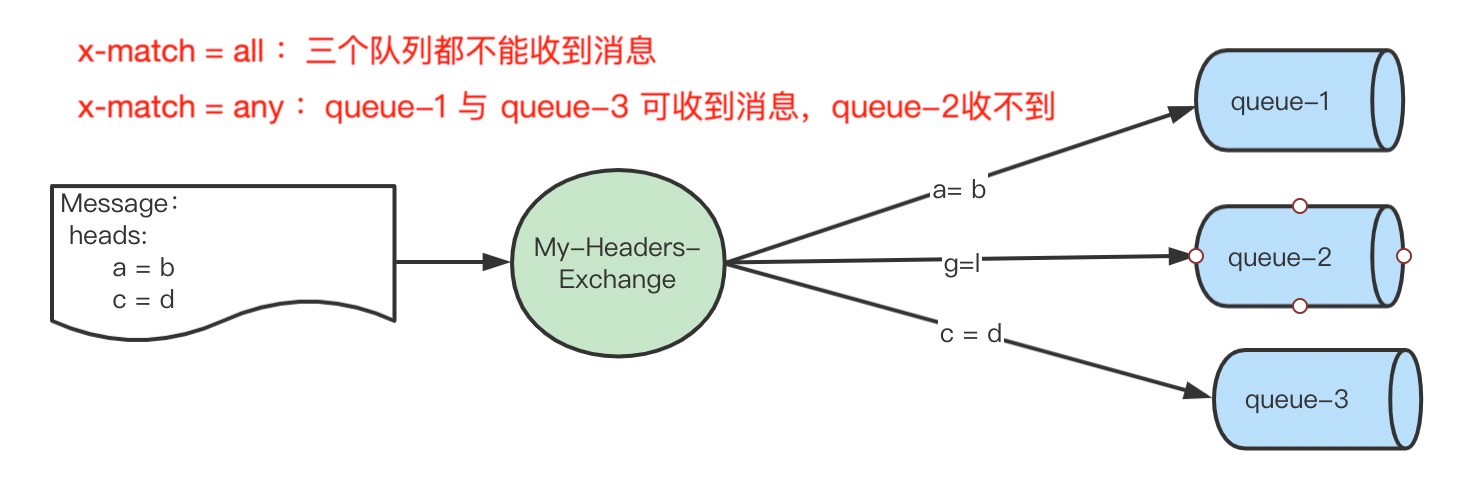 x-match = all： 三个队列都不能收到消息
x-match = any： queue-1 与 queue-3 可收到消息，queue-2收不到
Message：
heads:
a = b
c = d
My-Headers-
Exchange
a= b
g=l
c = d
queue-1
queue-2
queue-3